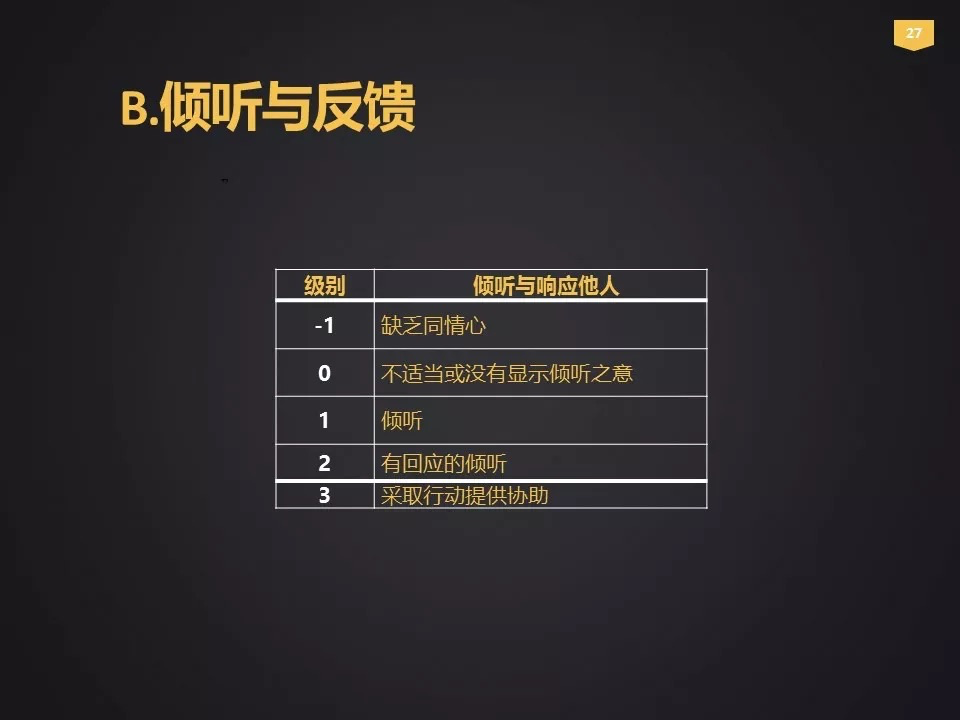 27
B.倾听与反馈
”
级别 倾听与响应他人
-1 缺乏同情心
0 不适当或没有显示倾听之意
1 倾听
2 有回应的倾听
3 采取行动提供协助